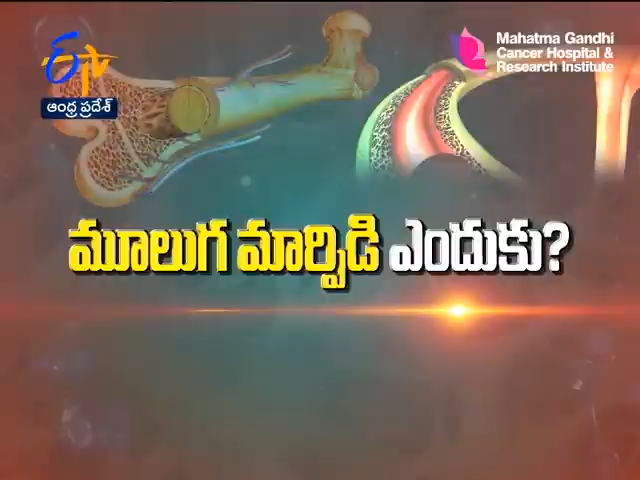 ETV
ఆంధ్ర ప్రదేశ్
Mahatma Gandhi
Cancer Hospital &
Research Institute
మూలుగ మార్పిడి ఎందుకు?